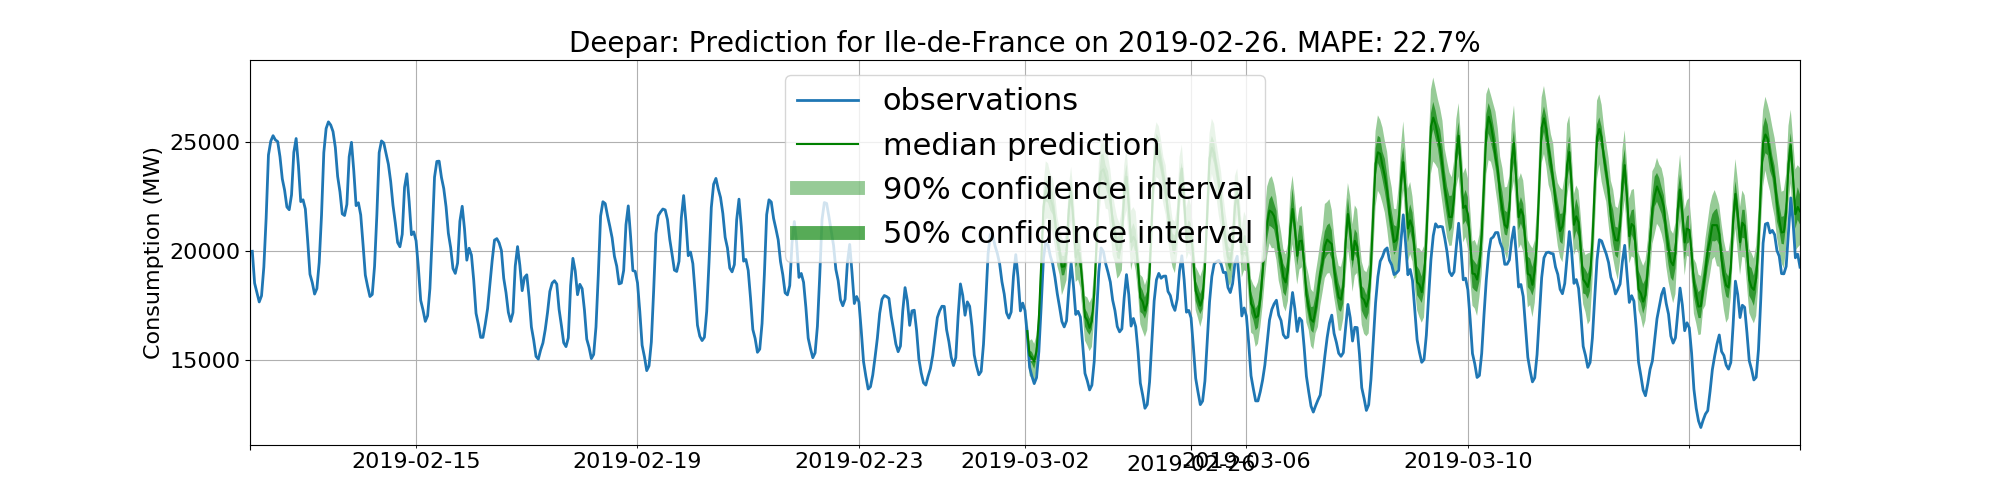 Deepar: Prediction for Ile-de-France on 2019-02-26. MAPE: 22.7%
observations
median prediction
90% confidence interval
50% confidence interval
Consumption (MW)
25000
20000
15000
2019-02-15
2019-02-19
2019-02-23
2019-03-02
2019-02-26
2019-03-06
2019-03-10